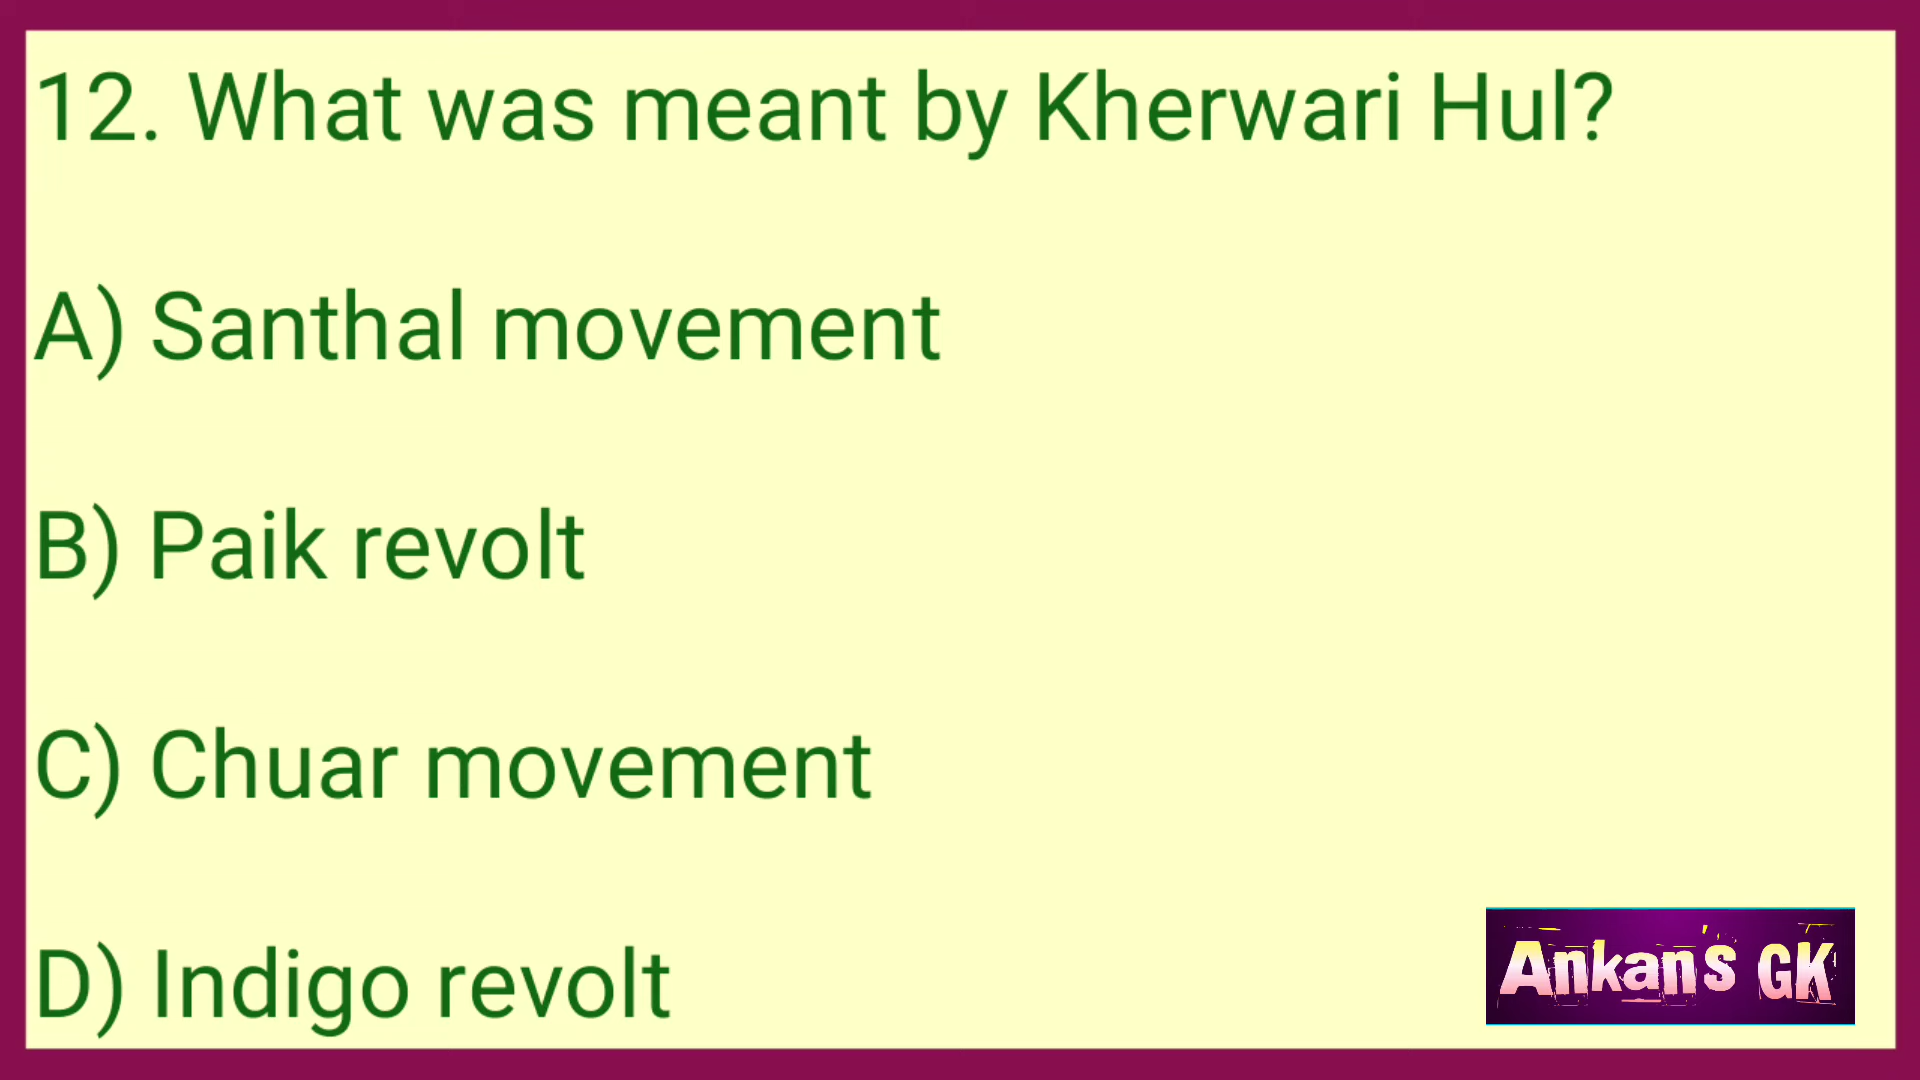 12. What was meant by Kherwari Hul?
A) Santhal movement
B) Paik revolt
C) Chuar movement
D) Indigo revolt
Ankan's GK